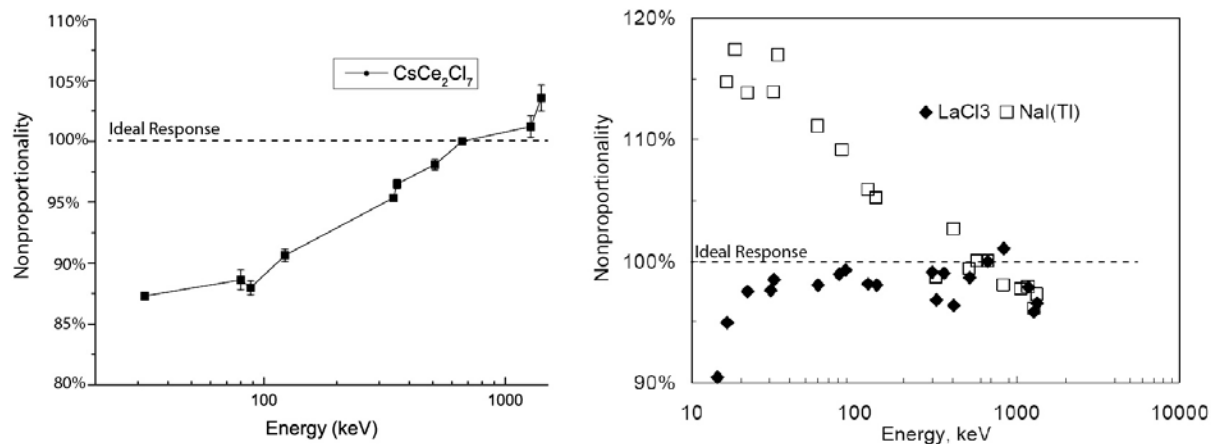 110%
105%
100%
95%
90%
85%
80%
Nonproportionality
CsCe₂Cl₇
Ideal Response
100
1000
Energy (keV)
120%
110%
100%
90%
Nonproportionality
LaCl3
NaI(Tl)
Ideal Response
10
100
1000
10000
Energy, keV